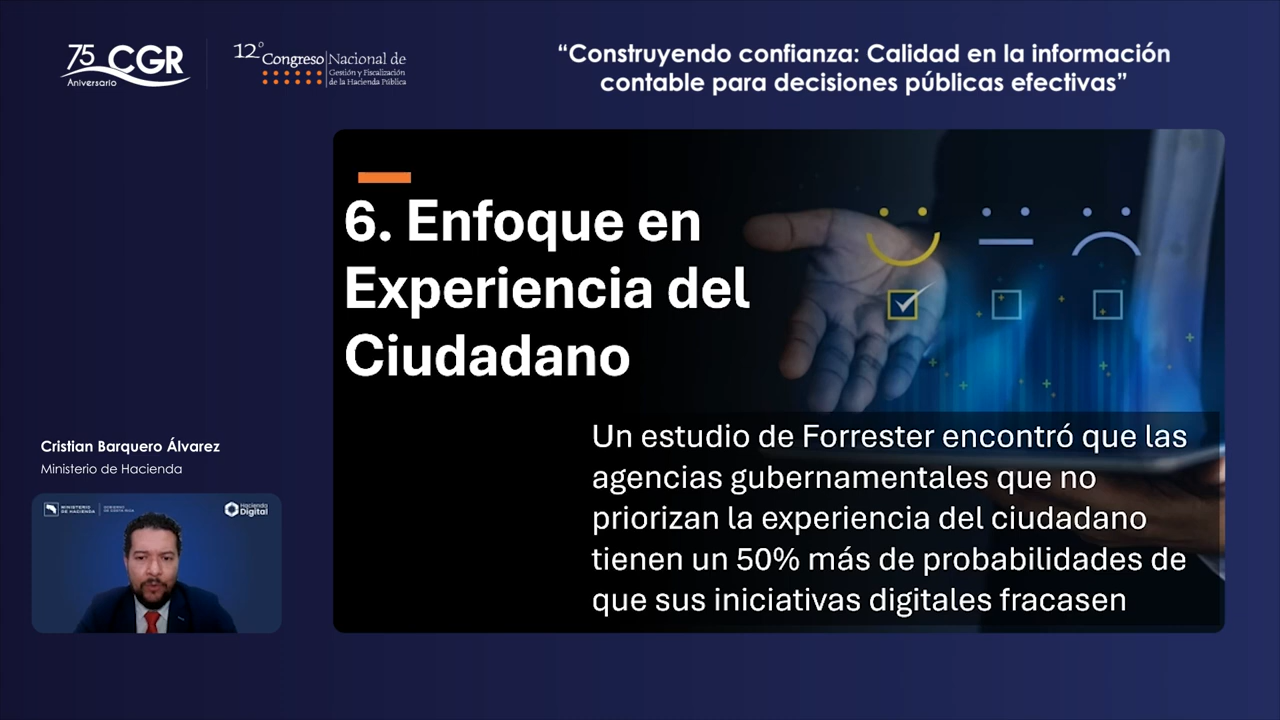 75 CGR
Aniversario
12° Congreso Nacional de
Gestión y Fiscalización
de la Hacienda Pública
“Construyendo confianza: Calidad en la información
contable para decisiones públicas efectivas”
6. Enfoque en
Experiencia del
Ciudadano
Un estudio de Forrester encontró que las
agencias gubernamentales que no
priorizan la experiencia del ciudadano
tienen un 50% más de probabilidades de
que sus iniciativas digitales fracasen
Cristian Barquero Álvarez
Ministerio de Hacienda
MINISTERIO
DE HACIENDA
Hacienda
Digital